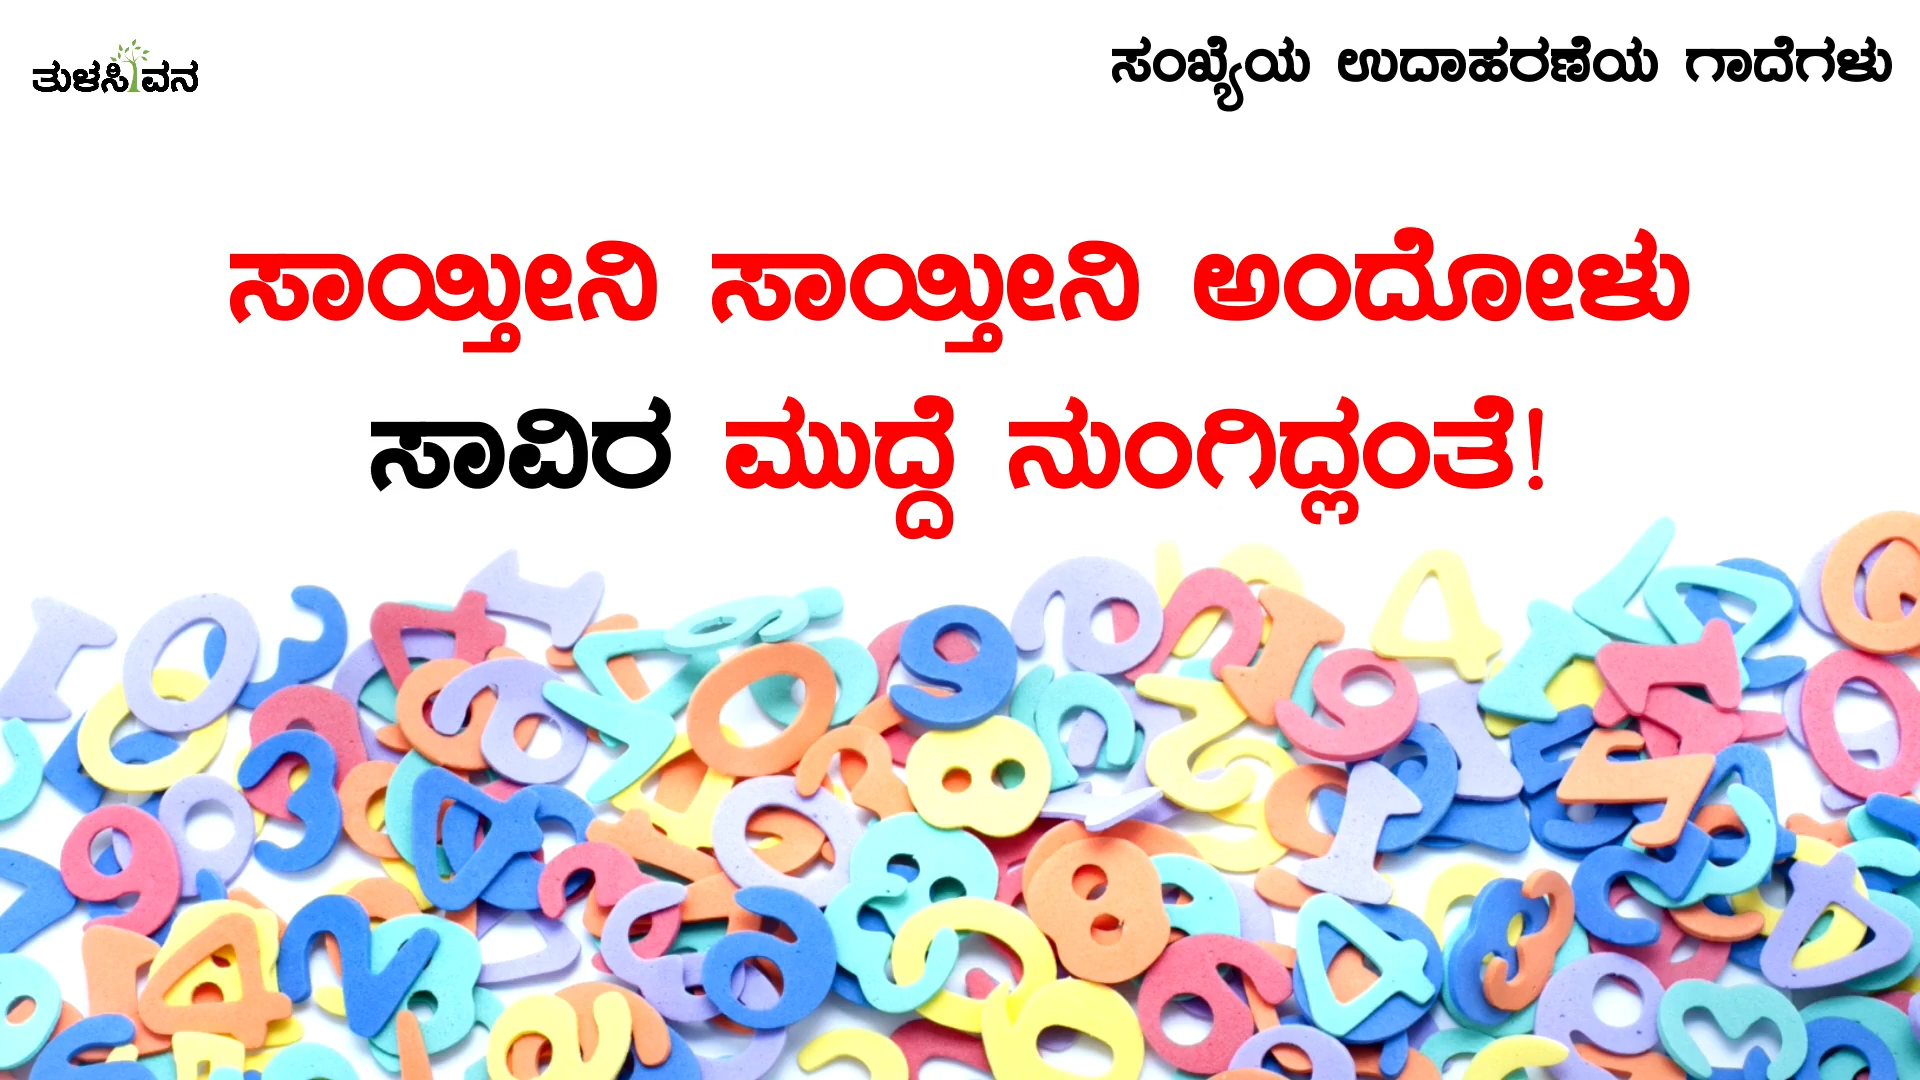 ತುಳಸಿವನ
ಸಂಖ್ಯೆಯ ಉದಾಹರಣೆಯ ಗಾದೆಗಳು
ಸಾಯ್ತೀನಿ ಸಾಯ್ತೀನಿ ಅಂದೋಳು
ಸಾವಿರ ಮುದ್ದೆ ನುಂಗಿದ್ಲಂತೆ!